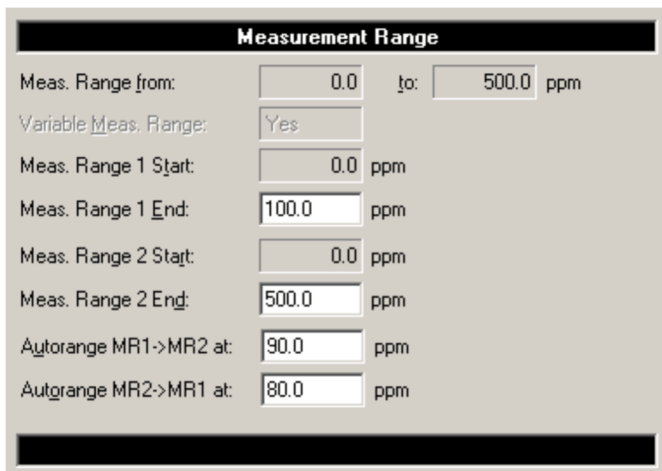 Measurement Range
Meas. Range from: 0.0 to: 500.0 ppm
Variable Meas. Range: Yes
Meas. Range 1 Start: 0.0 ppm
Meas. Range 1 End: 100.0 ppm
Meas. Range 2 Start: 0.0 ppm
Meas. Range 2 End: 500.0 ppm
Autorange MR1->MR2 at: 90.0 ppm
Autorange MR2->MR1 at: 80.0 ppm